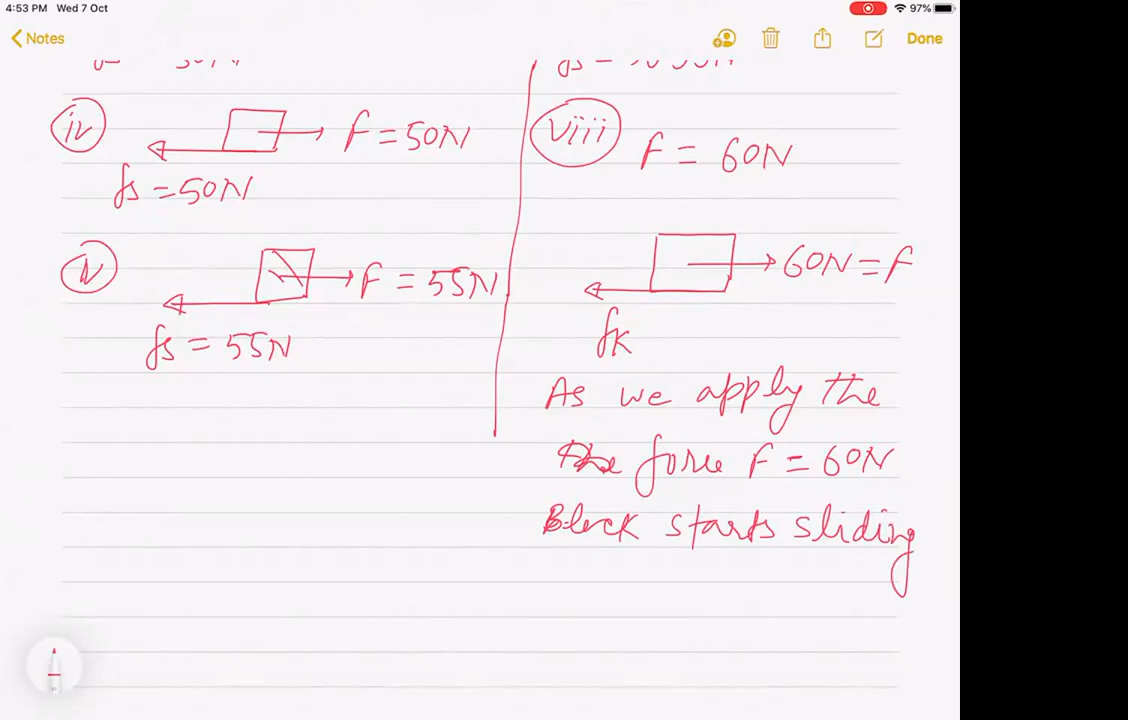 4:53 PM Wed 7 Oct
97%
Notes
Done
iv
F = 50N
fs = 50N
v
F = 55N
fs = 55N
viii
F = 60N
60N = F
fK
As we apply the
the force F = 60N
Block starts sliding